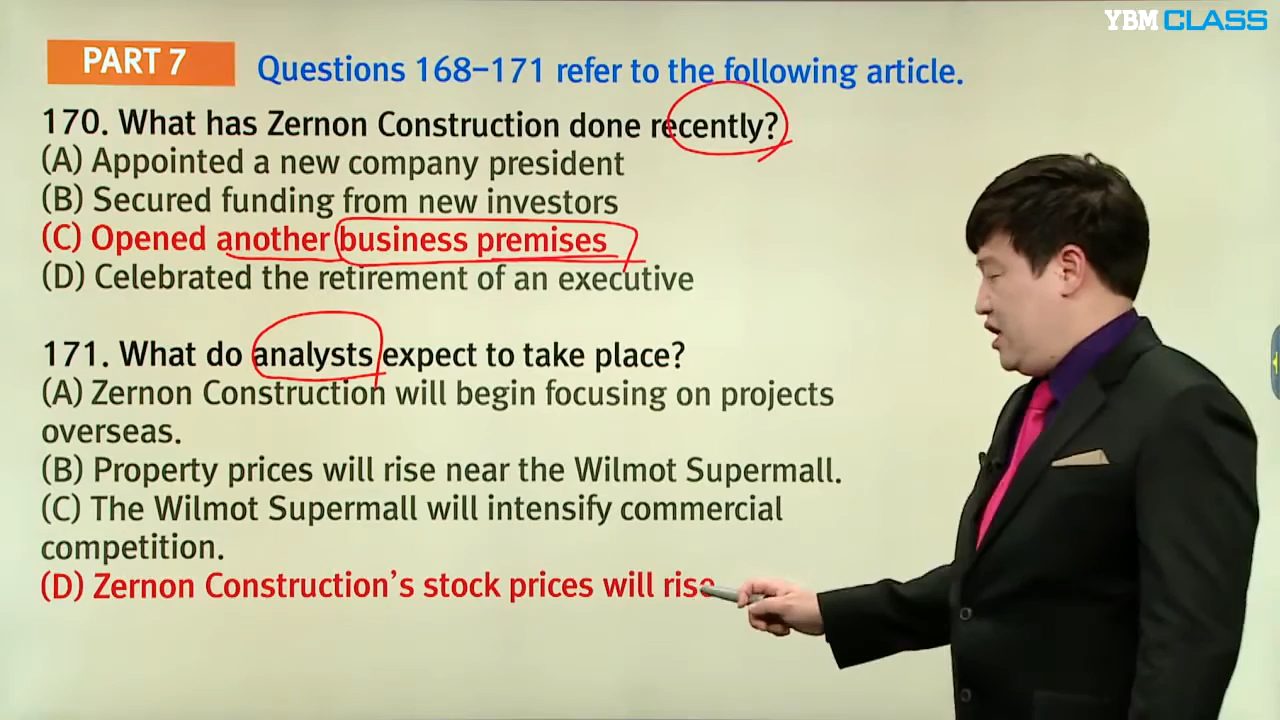 YBM CLASS
PART 7
Questions 168–171 refer to the following article.
170. What has Zernon Construction done recently?
(A) Appointed a new company president
(B) Secured funding from new investors
(C) Opened another business premises
(D) Celebrated the retirement of an executive
171. What do analysts expect to take place?
(A) Zernon Construction will begin focusing on projects
overseas.
(B) Property prices will rise near the Wilmot Supermall.
(C) The Wilmot Supermall will intensify commercial
competition.
(D) Zernon Construction's stock prices will rise